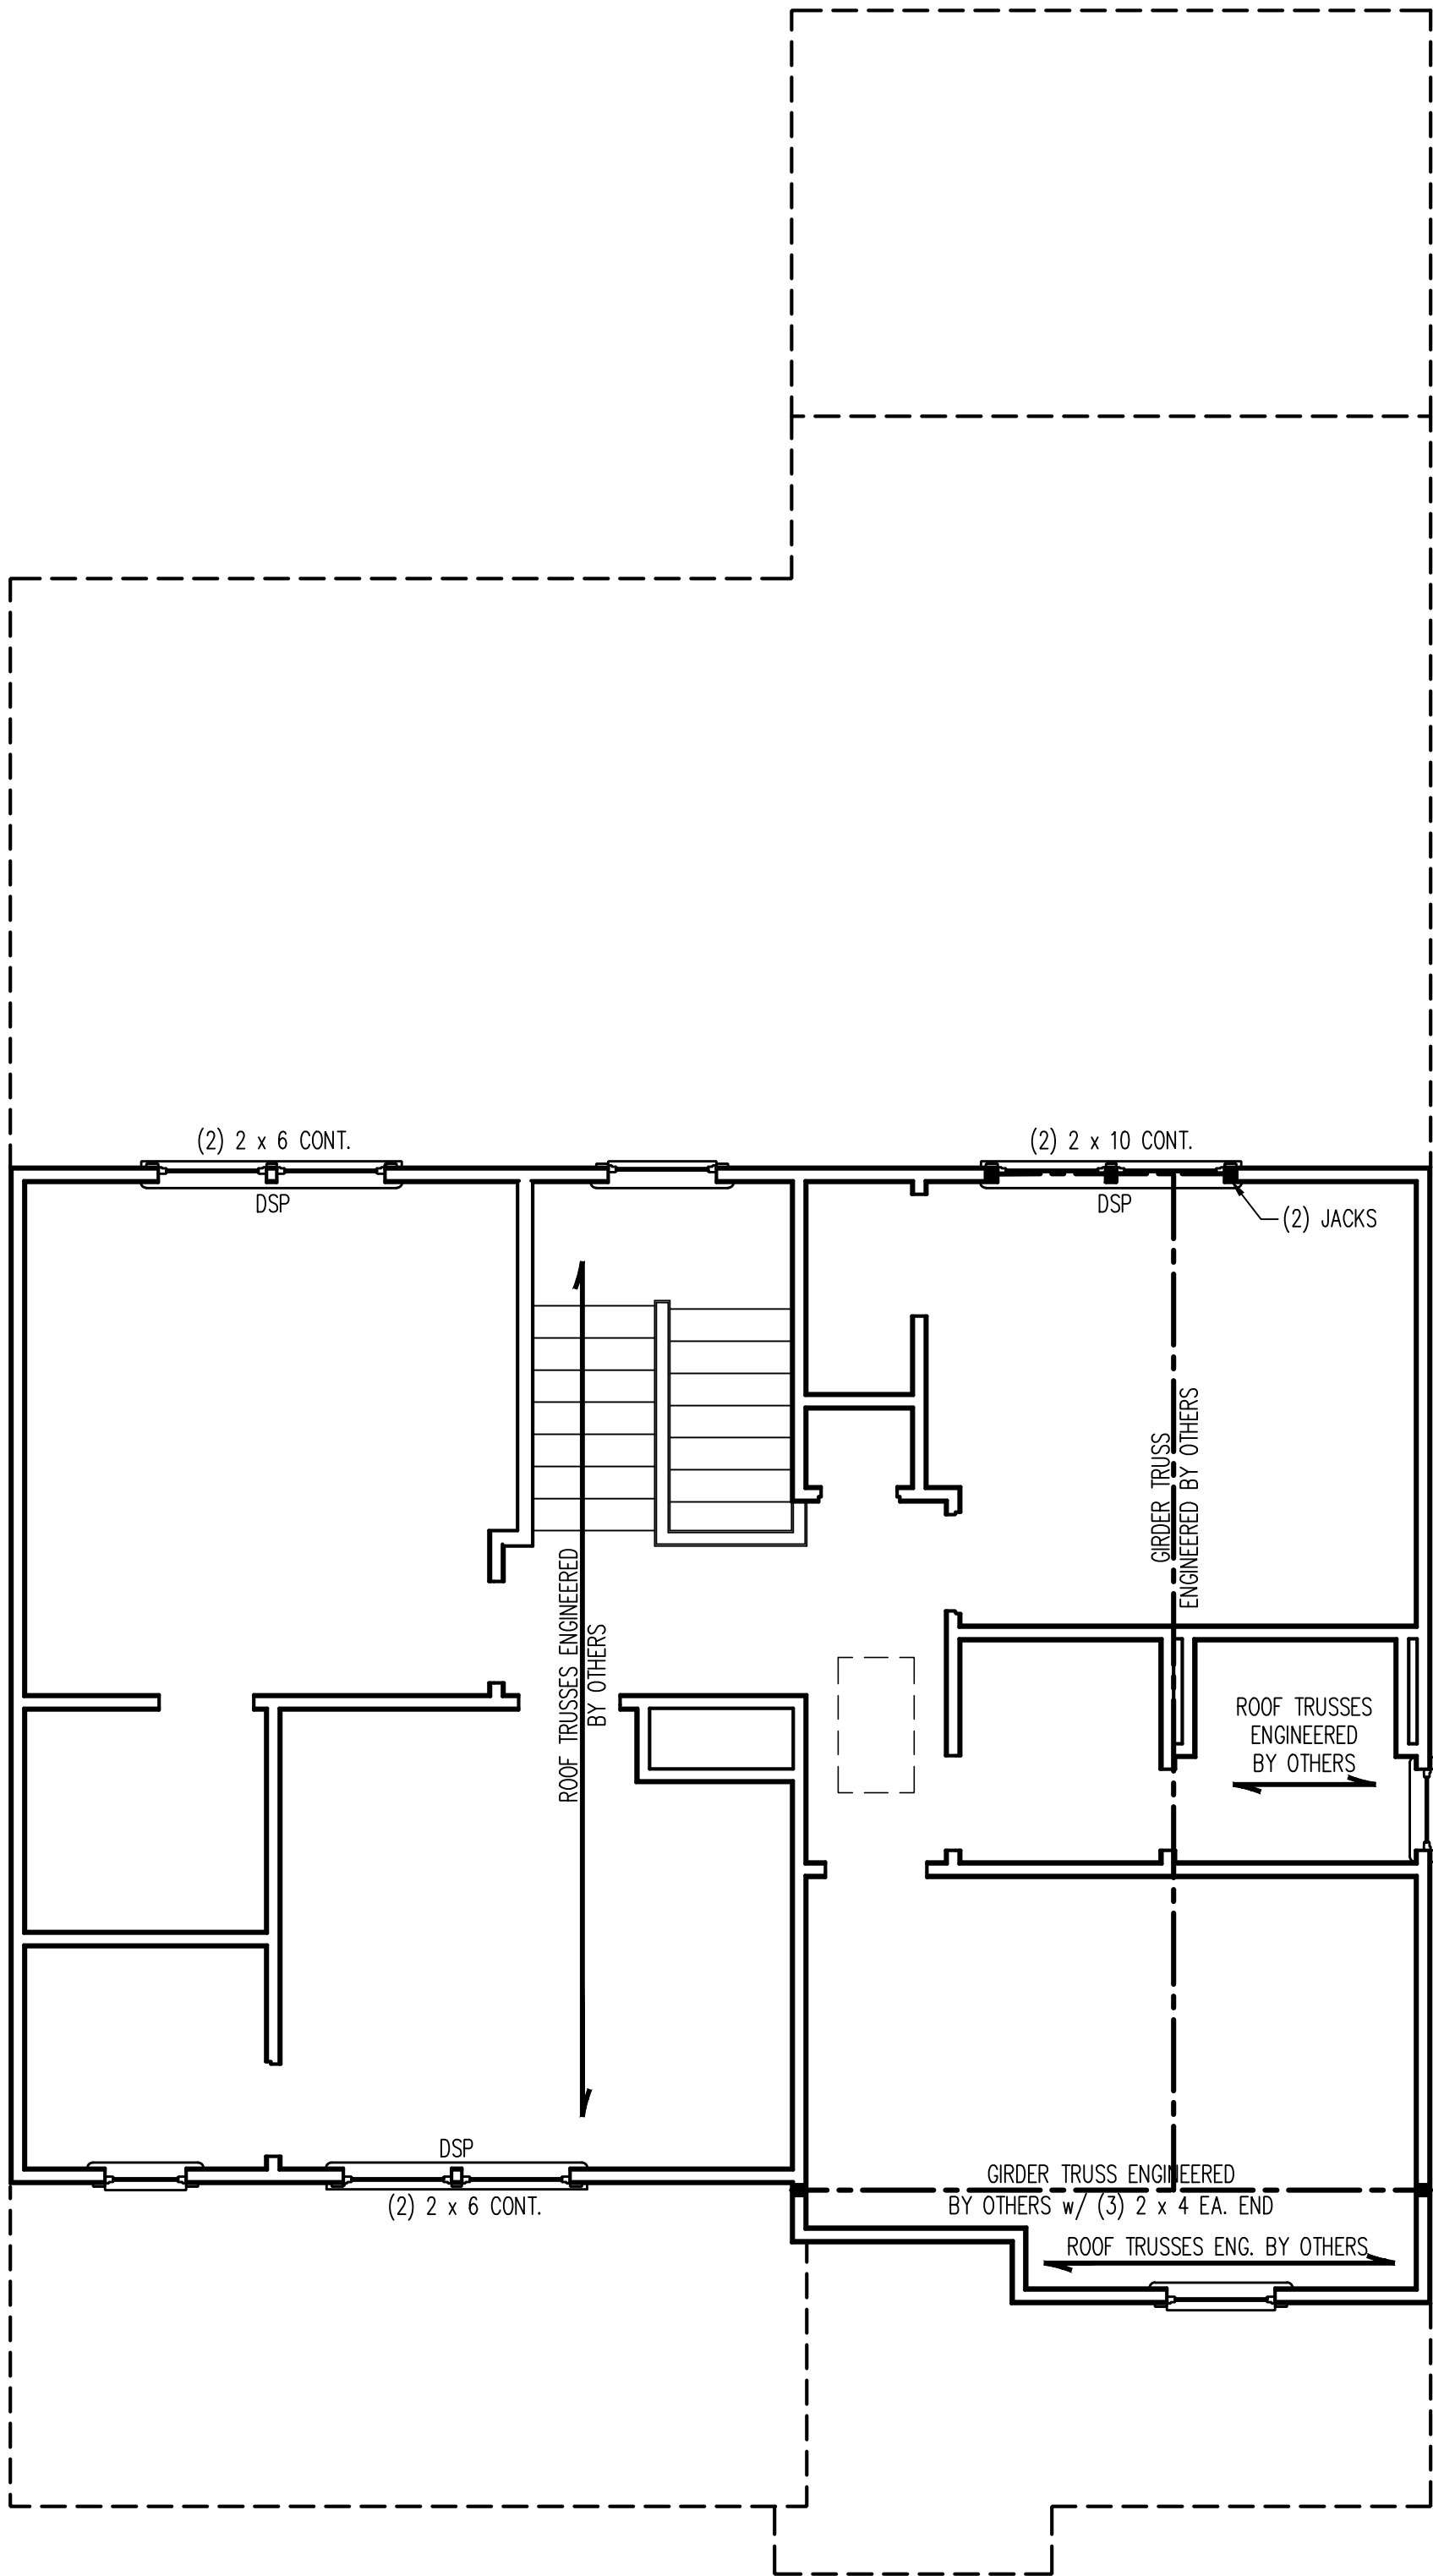 (2) 2 x 6 CONT.
DSP
(2) 2 x 10 CONT.
DSP
(2) JACKS
GIRDER TRUSS
ENGINEERED BY OTHERS
ROOF TRUSSES ENGINEERED
BY OTHERS
ROOF TRUSSES
ENGINEERED
BY OTHERS
DSP
(2) 2 x 6 CONT.
GIRDER TRUSS ENGINEERED
BY OTHERS w/ (3) 2 x 4 EA. END
ROOF TRUSSES ENG. BY OTHERS